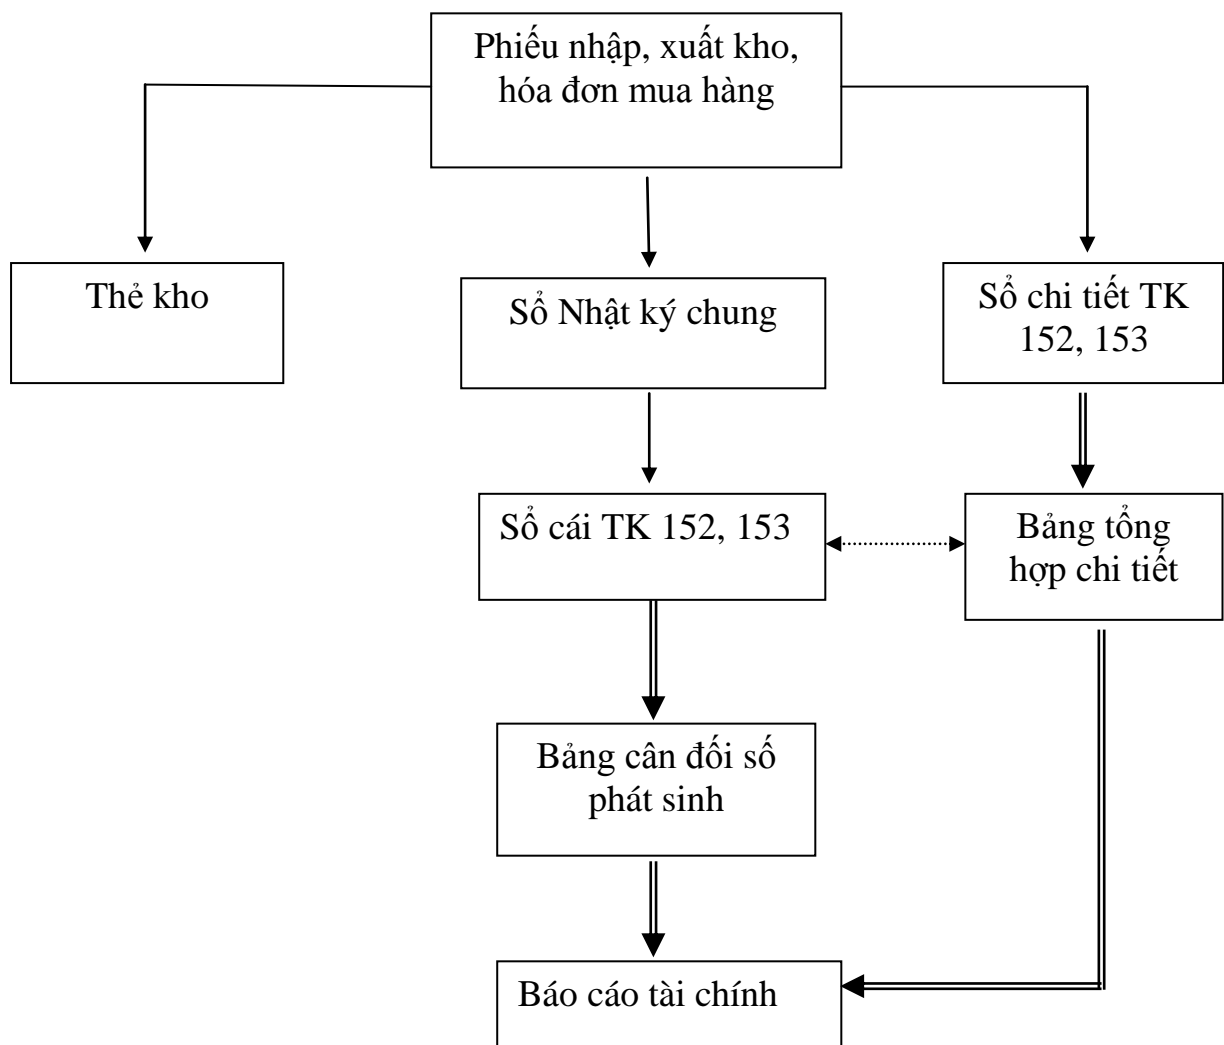 Phiếu nhập, xuất kho,
hóa đơn mua hàng
Thẻ kho
Sổ Nhật ký chung
Sổ chi tiết TK
152, 153
Sổ cái TK 152, 153
Bảng tổng
hợp chi tiết
Bảng cân đối số
phát sinh
Báo cáo tài chính